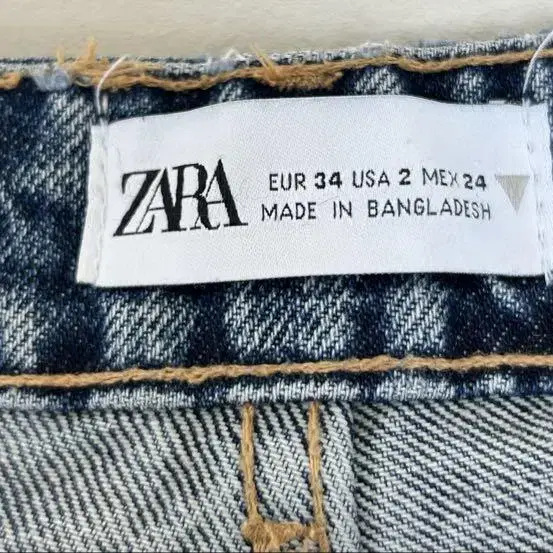 ZARA
EUR 34 USA 2 MEX 24
MADE IN BANGLADESH